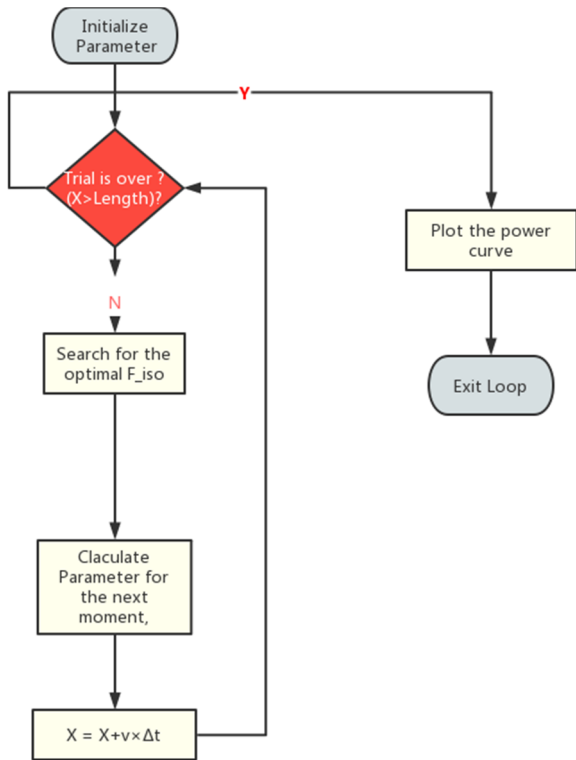 Initialize
Parameter
Y
Trial is over ?
(X>Length)?
Plot the power
curve
N
Search for the
optimal F_iso
Exit Loop
Claculate
Parameter for
the next
moment,
X = X+v×Δt